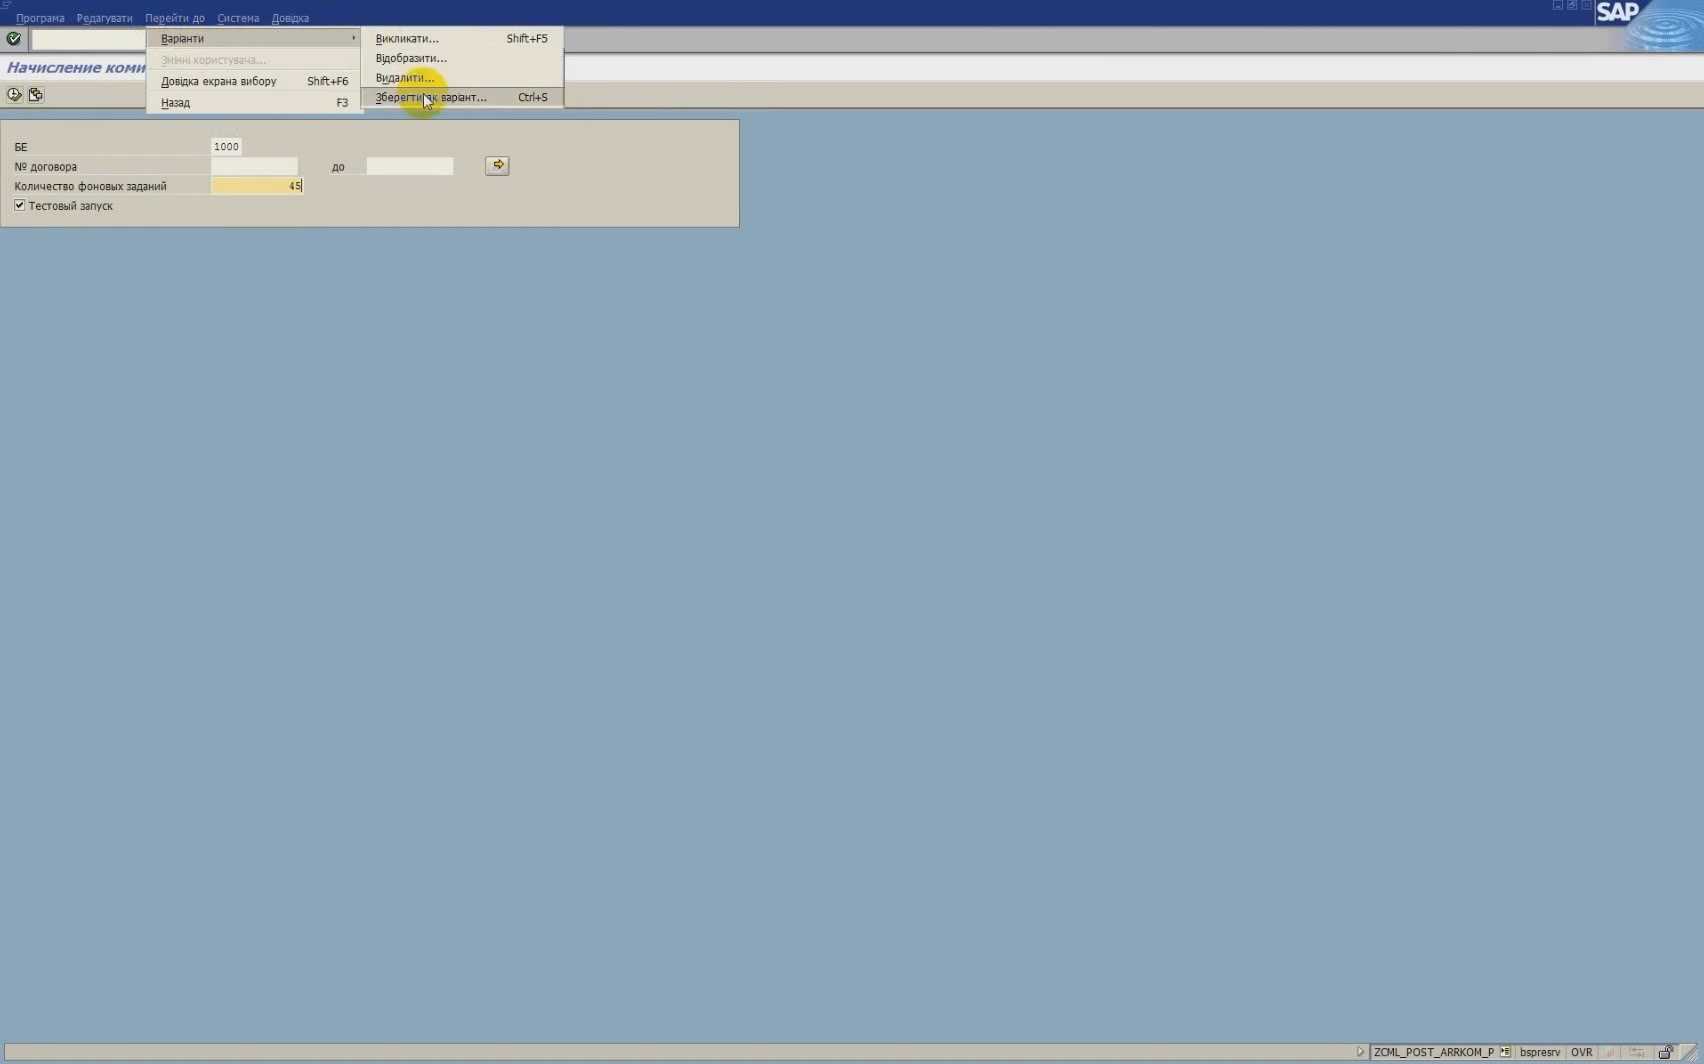 Програма Редагувати Перейти до Система Довідка
SAP
Варіанти
Викликати... Shift+F5
Змінні користувача...
Відобразити...
Начисление коми
Довідка екрана вибору Shift+F6
Видалити...
Назад F3
Зберегти як варіант... Ctrl+S
БЕ 1000
№ договора до
Количество фоновых заданий 45
Тестовый запуск
ZCML_POST_ARRKOM_P bspresrv OVR